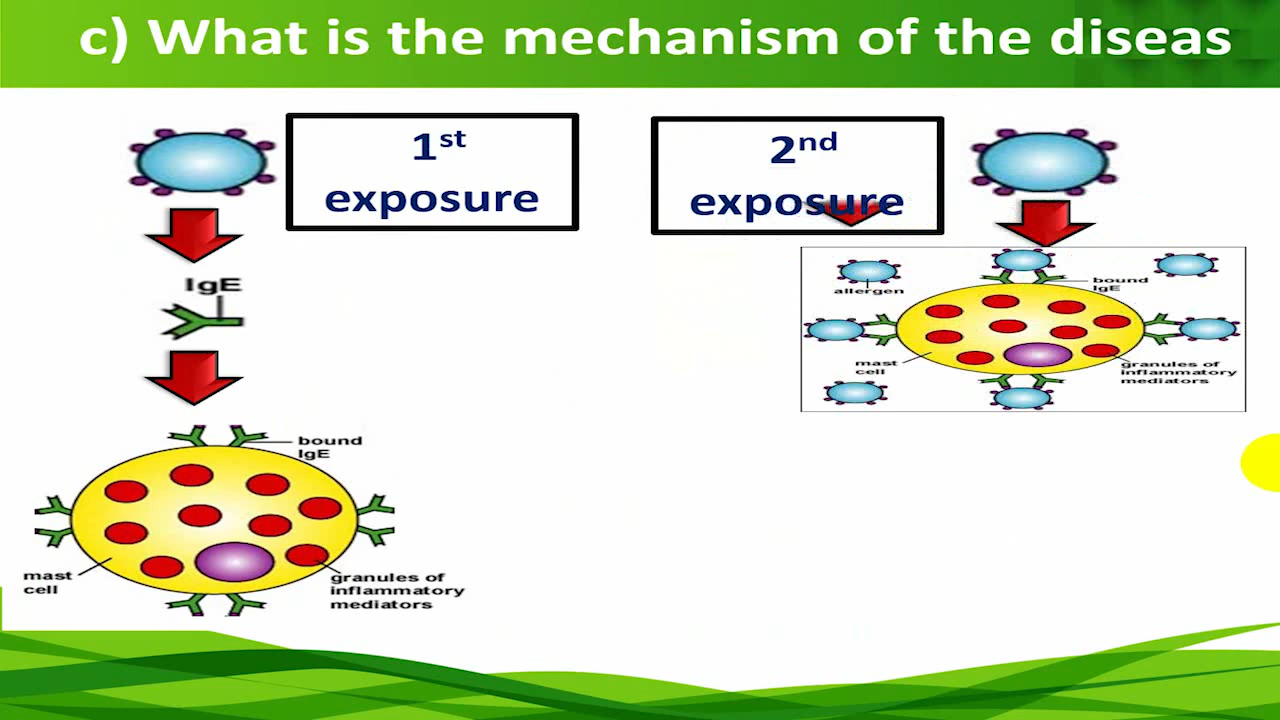 c) What is the mechanism of the diseas
1st
exposure
2nd
exposure
IgE
bound
IgE
mast
cell
granules of
inflammatory
mediators
allergen
bound
IgE
mast
cell
granules of
inflammatory
mediators